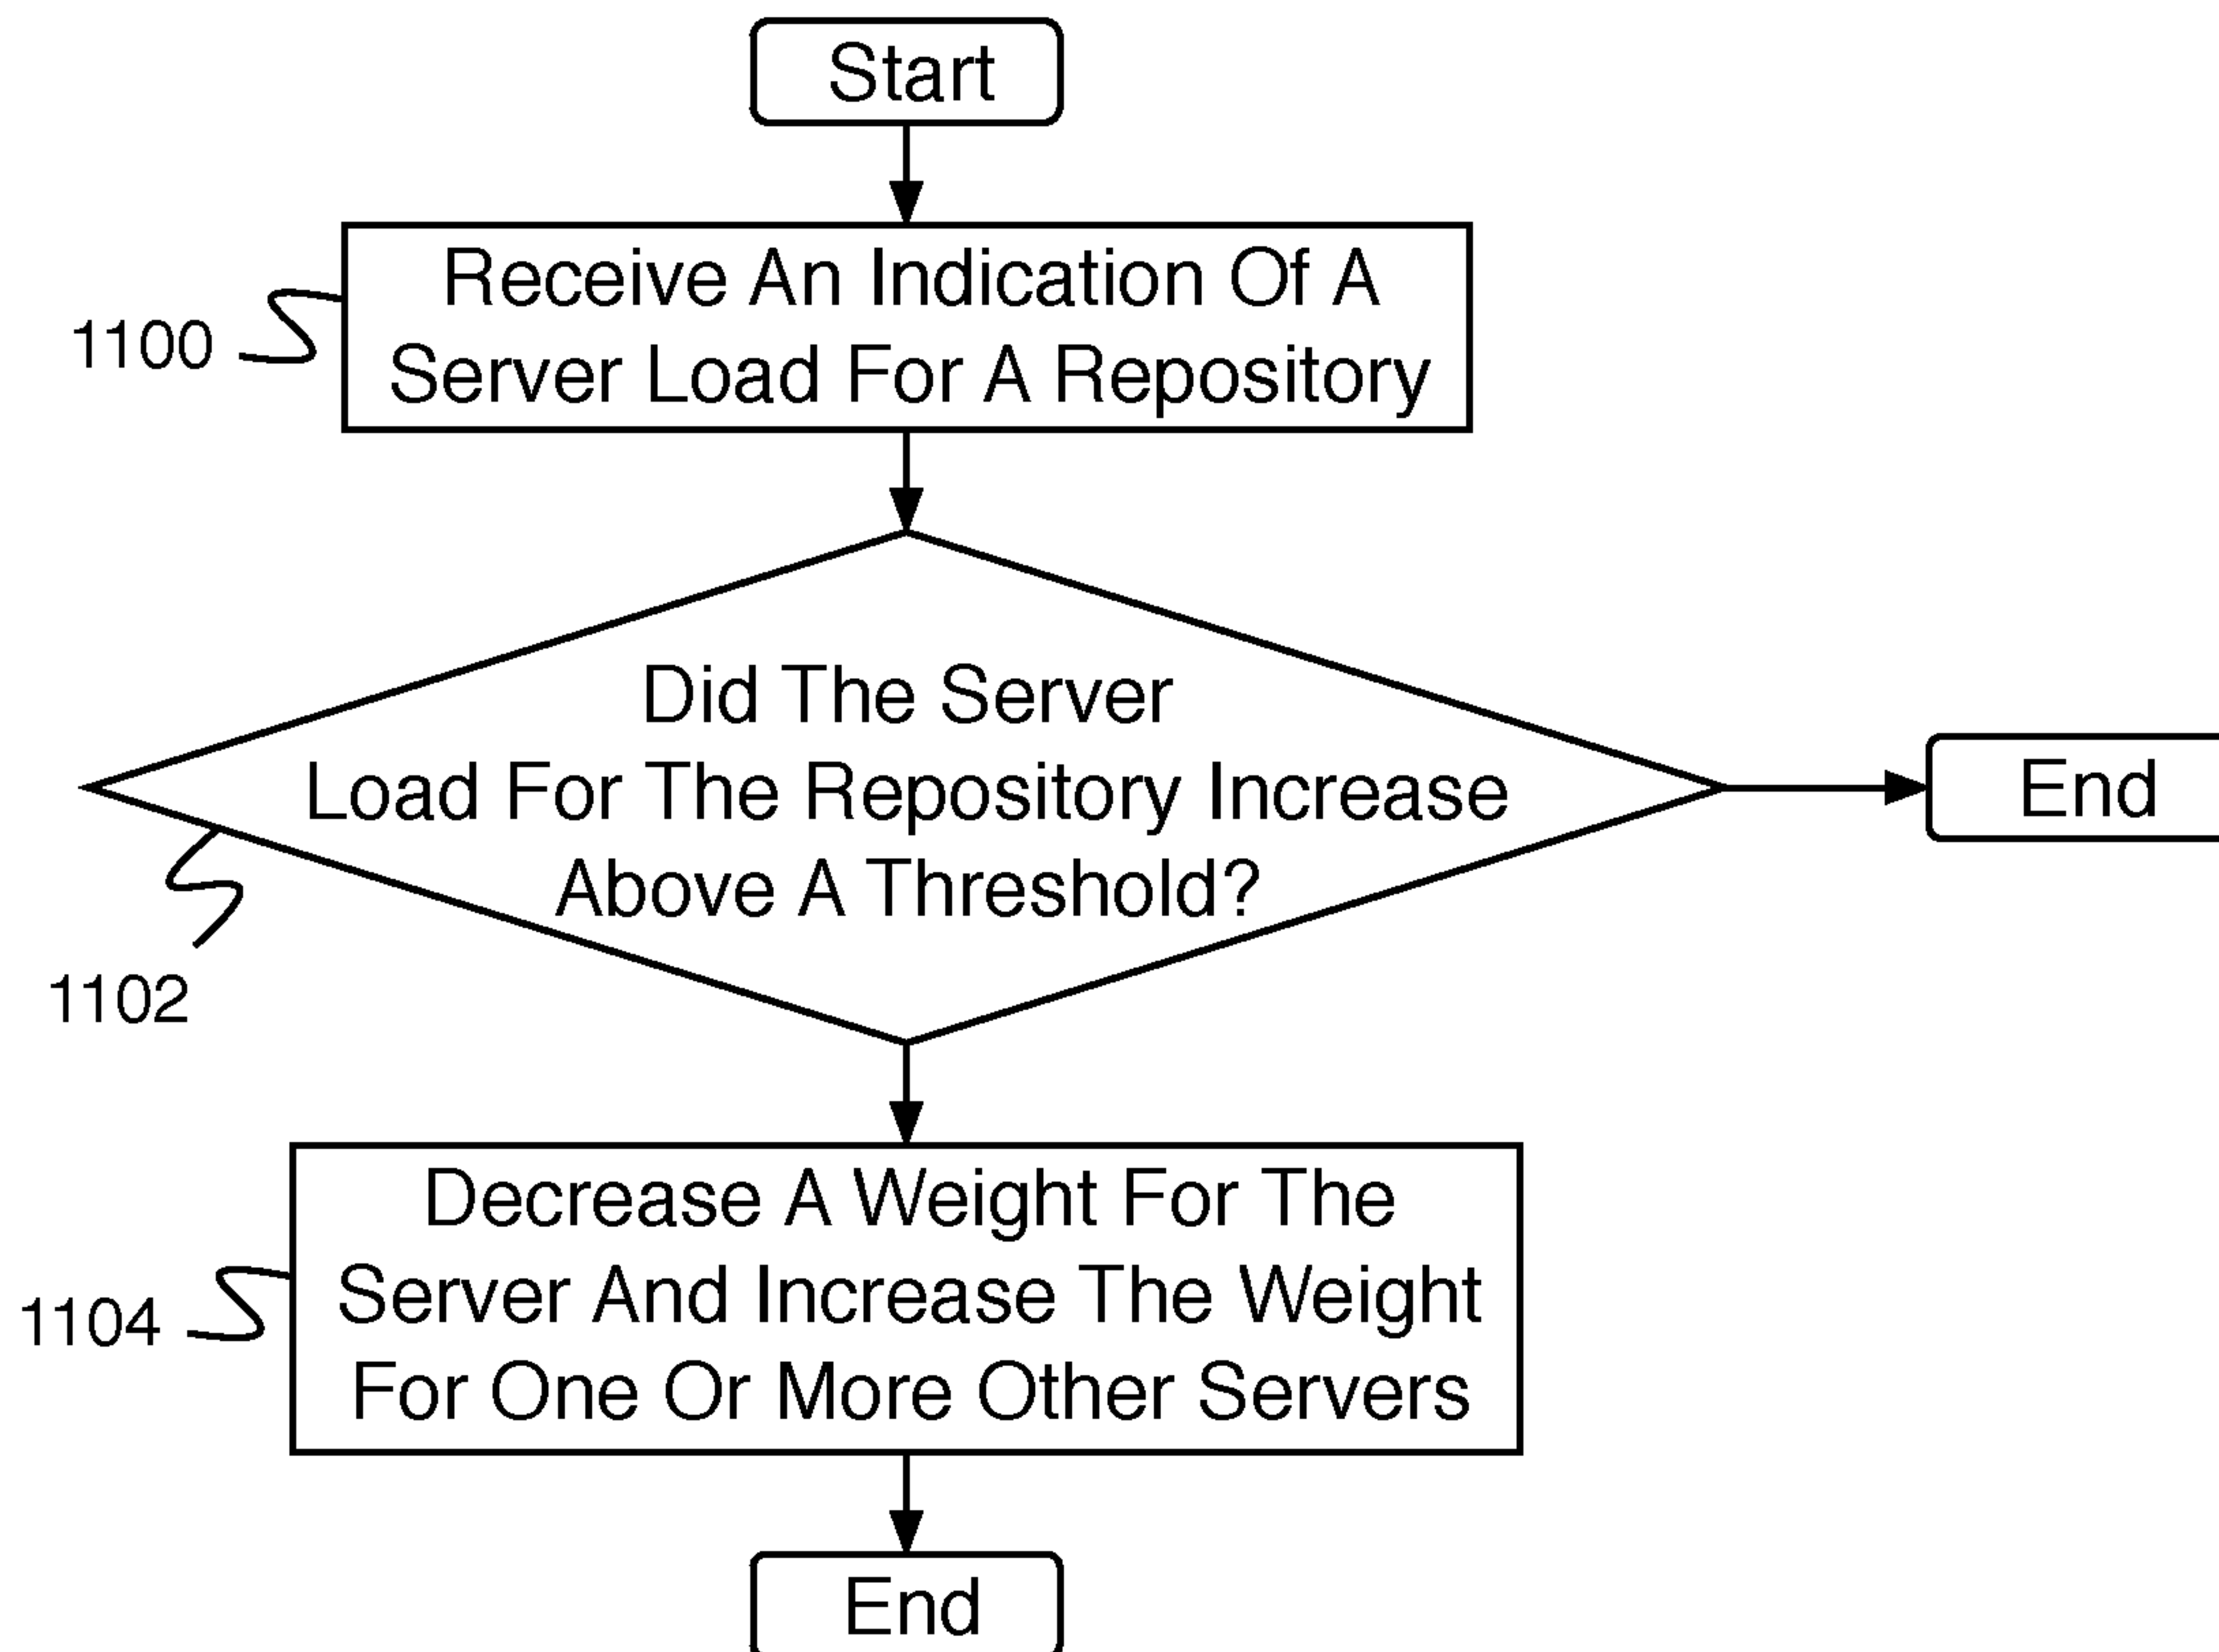 Start
Receive An Indication Of A
Server Load For A Repository
1100
Did The Server
Load For The Repository Increase
Above A Threshold?
End
1102
Decrease A Weight For The
Server And Increase The Weight
For One Or More Other Servers
1104
End